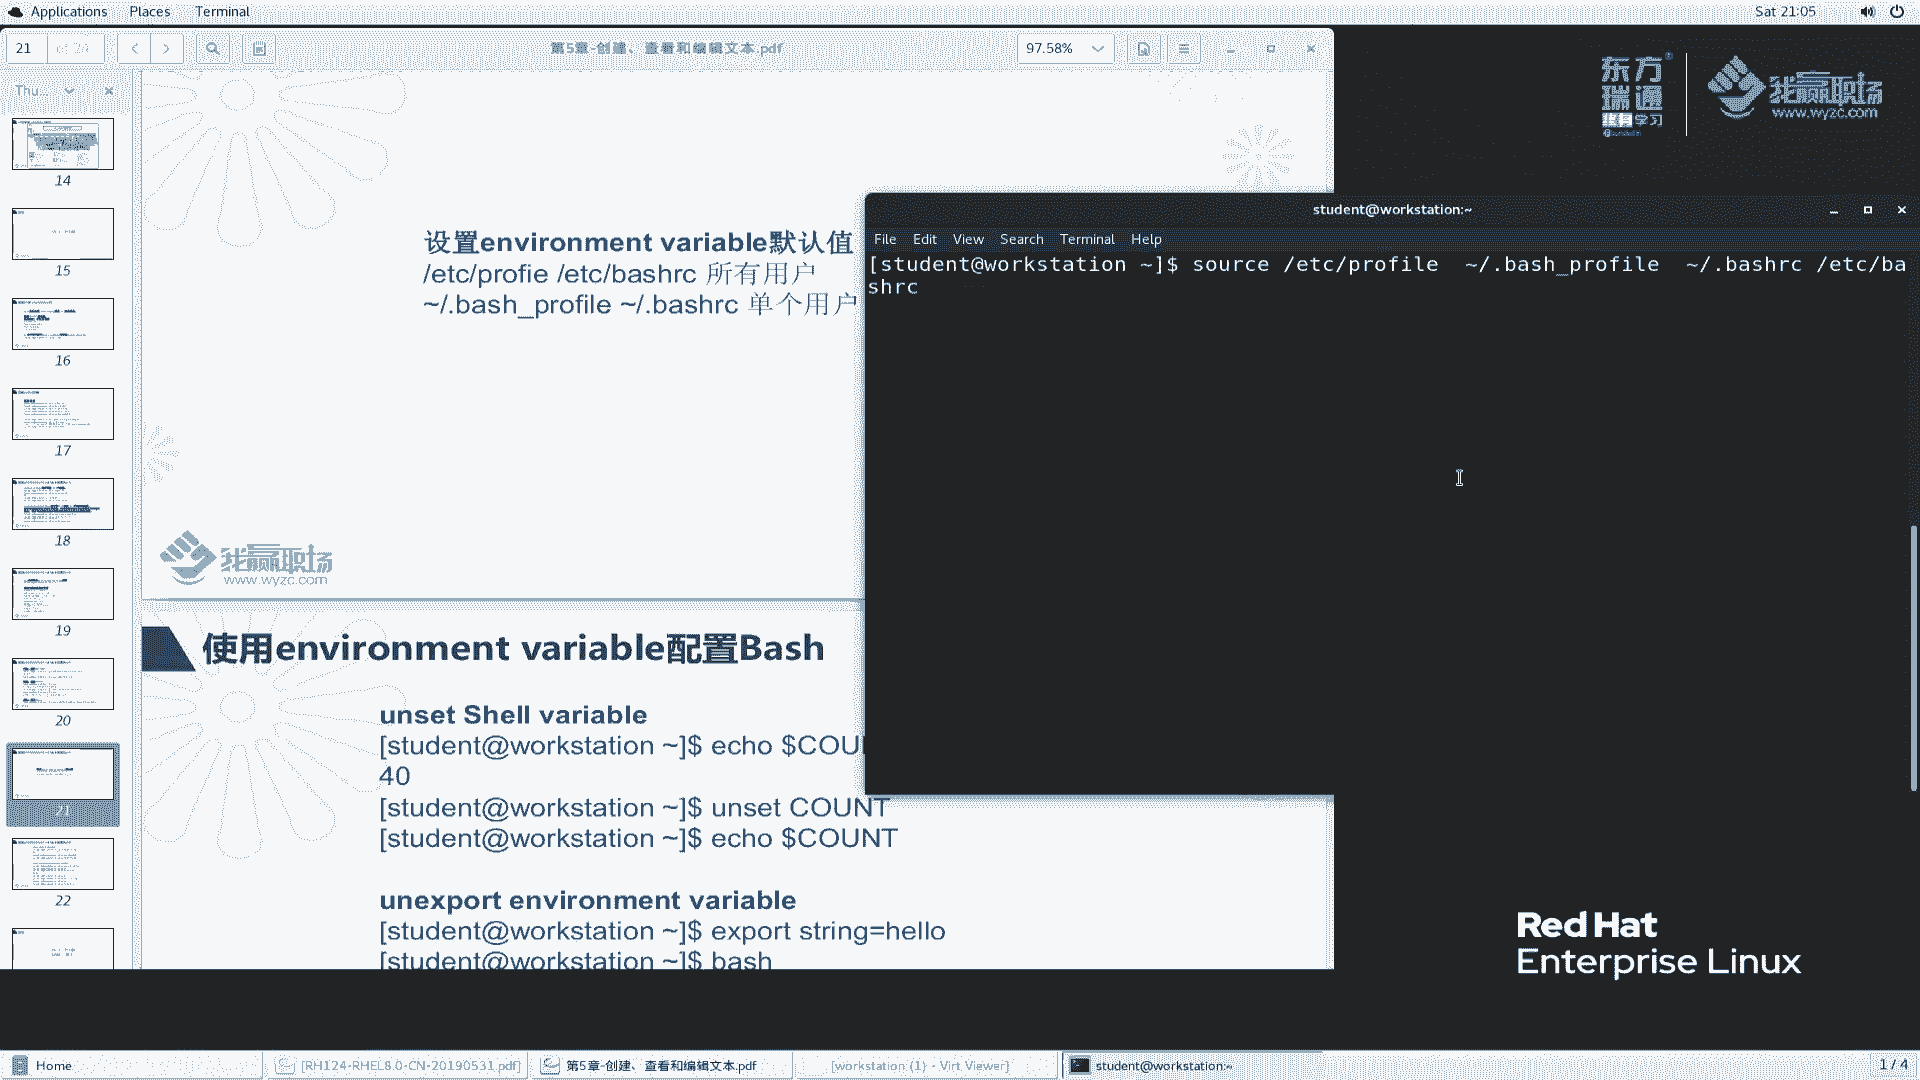 Applications Places Terminal Sat 21:05
21 of 24 第5章-创建、查看和编辑文本.pdf 97.58%
Thu...
14
15
16
17
18
19
20
21
22
设置environment variable默认值
/etc/profie /etc/bashrc 所有用户
~/.bash_profile ~/.bashrc 单个用户
我赢职场
www.wyzc.com
使用environment variable配置Bash
unset Shell variable
[student@workstation ~]$ echo $COU
40
[student@workstation ~]$ unset COUNT
[student@workstation ~]$ echo $COUNT
unexport environment variable
[student@workstation ~]$ export string=hello
[student@workstation ~]$ bash
东方
瑞通
终身学习
我赢职场
www.wyzc.com
student@workstation:~
File Edit View Search Terminal Help
[student@workstation ~]$ source /etc/profile ~/.bash_profile ~/.bashrc /etc/ba
shrc
Red Hat
Enterprise Linux
Home [RH124-RHEL8.0-CN-20190531.pdf] 第5章-创建、查看和编辑文本.pdf [workstation (1) - Virt Viewer] student@workstation:~ 1 / 4